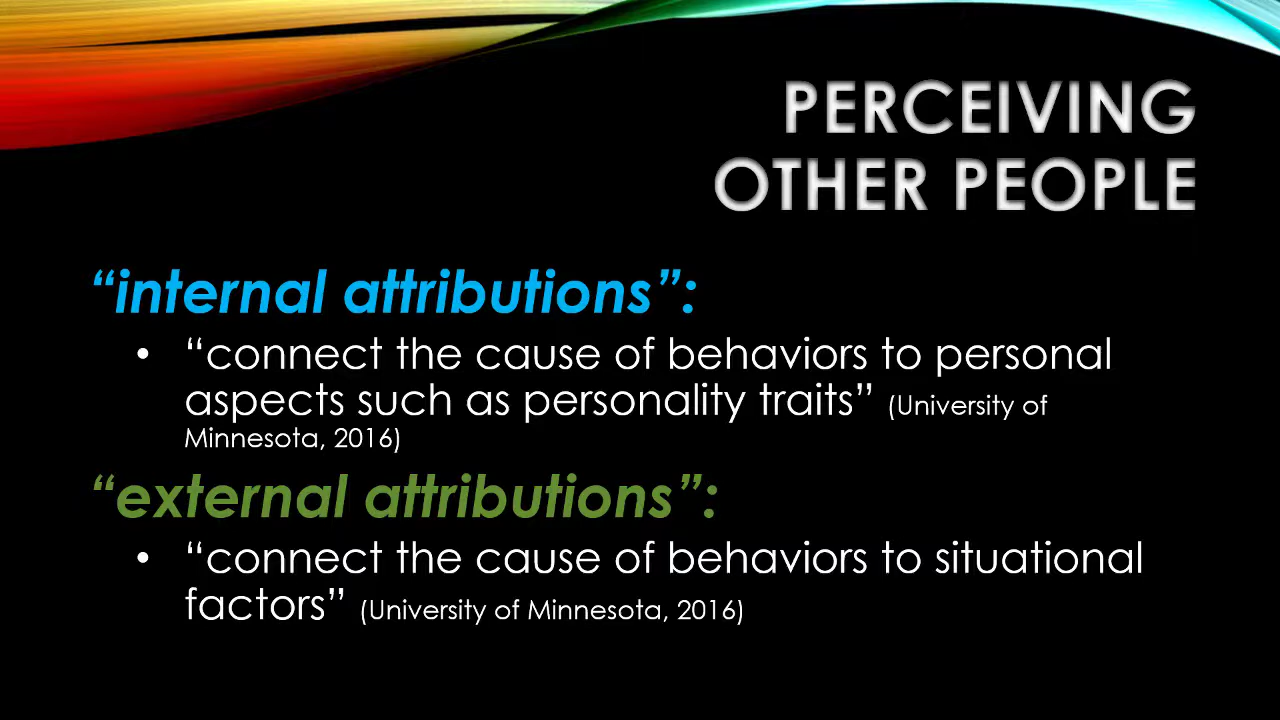 PERCEIVING
OTHER PEOPLE
“internal attributions”:
• “connect the cause of behaviors to personal
aspects such as personality traits” (University of
Minnesota, 2016)
“external attributions”:
• “connect the cause of behaviors to situational
factors” (University of Minnesota, 2016)